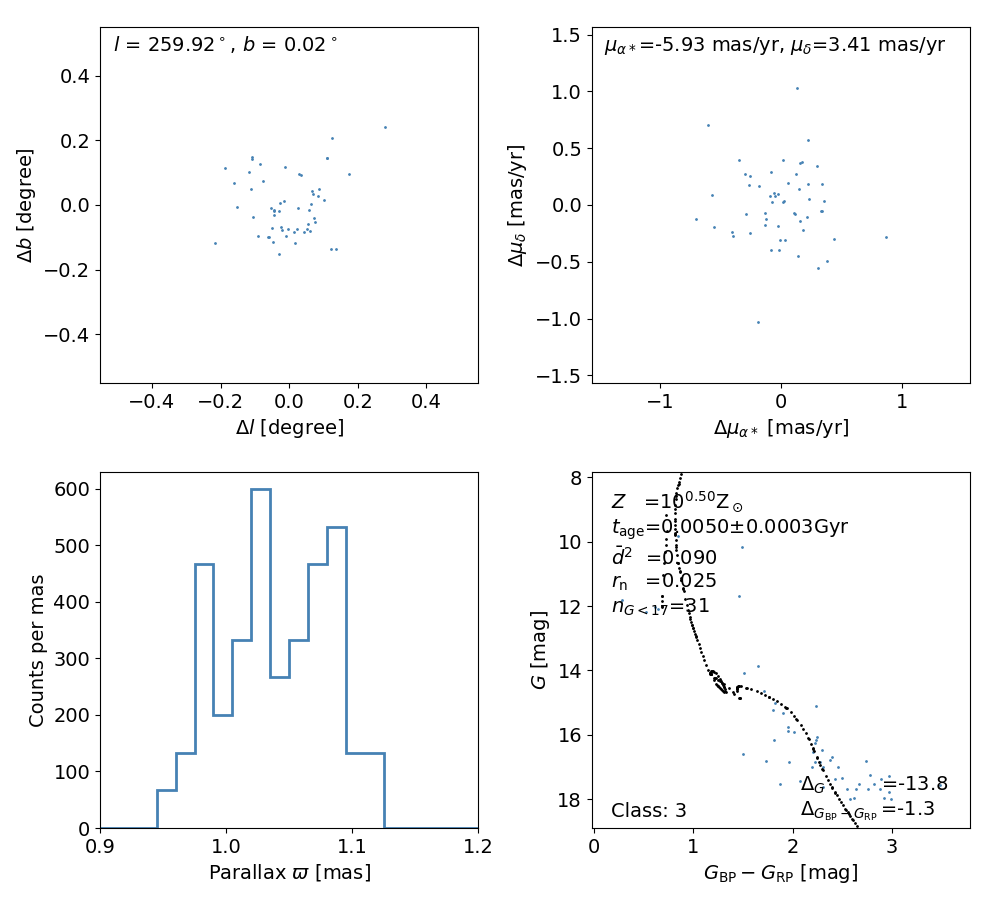 l = 259.92°, b = 0.02°
0.4
0.2
0.0
−0.2
−0.4
−0.4 −0.2 0.0 0.2 0.4
Δl [degree]
Δb [degree]
μα*=-5.93 mas/yr, μδ=3.41 mas/yr
1.5
1.0
0.5
0.0
−0.5
−1.0
−1.5
−1 0 1
Δμα* [mas/yr]
Δμδ [mas/yr]
600
500
400
300
200
100
0
0.9 1.0 1.1 1.2
Parallax ϖ [mas]
Counts per mas
8
10
12
14
16
18
Z =10^0.50 Z⊙
t_age=0.0050±0.0003Gyr
d̄² =0.090
r_n =0.025
n_G<17=31
Δ_G =-13.8
Class: 3 Δ_G_BP−G_RP =-1.3
0 1 2 3
G_BP − G_RP [mag]
G [mag]